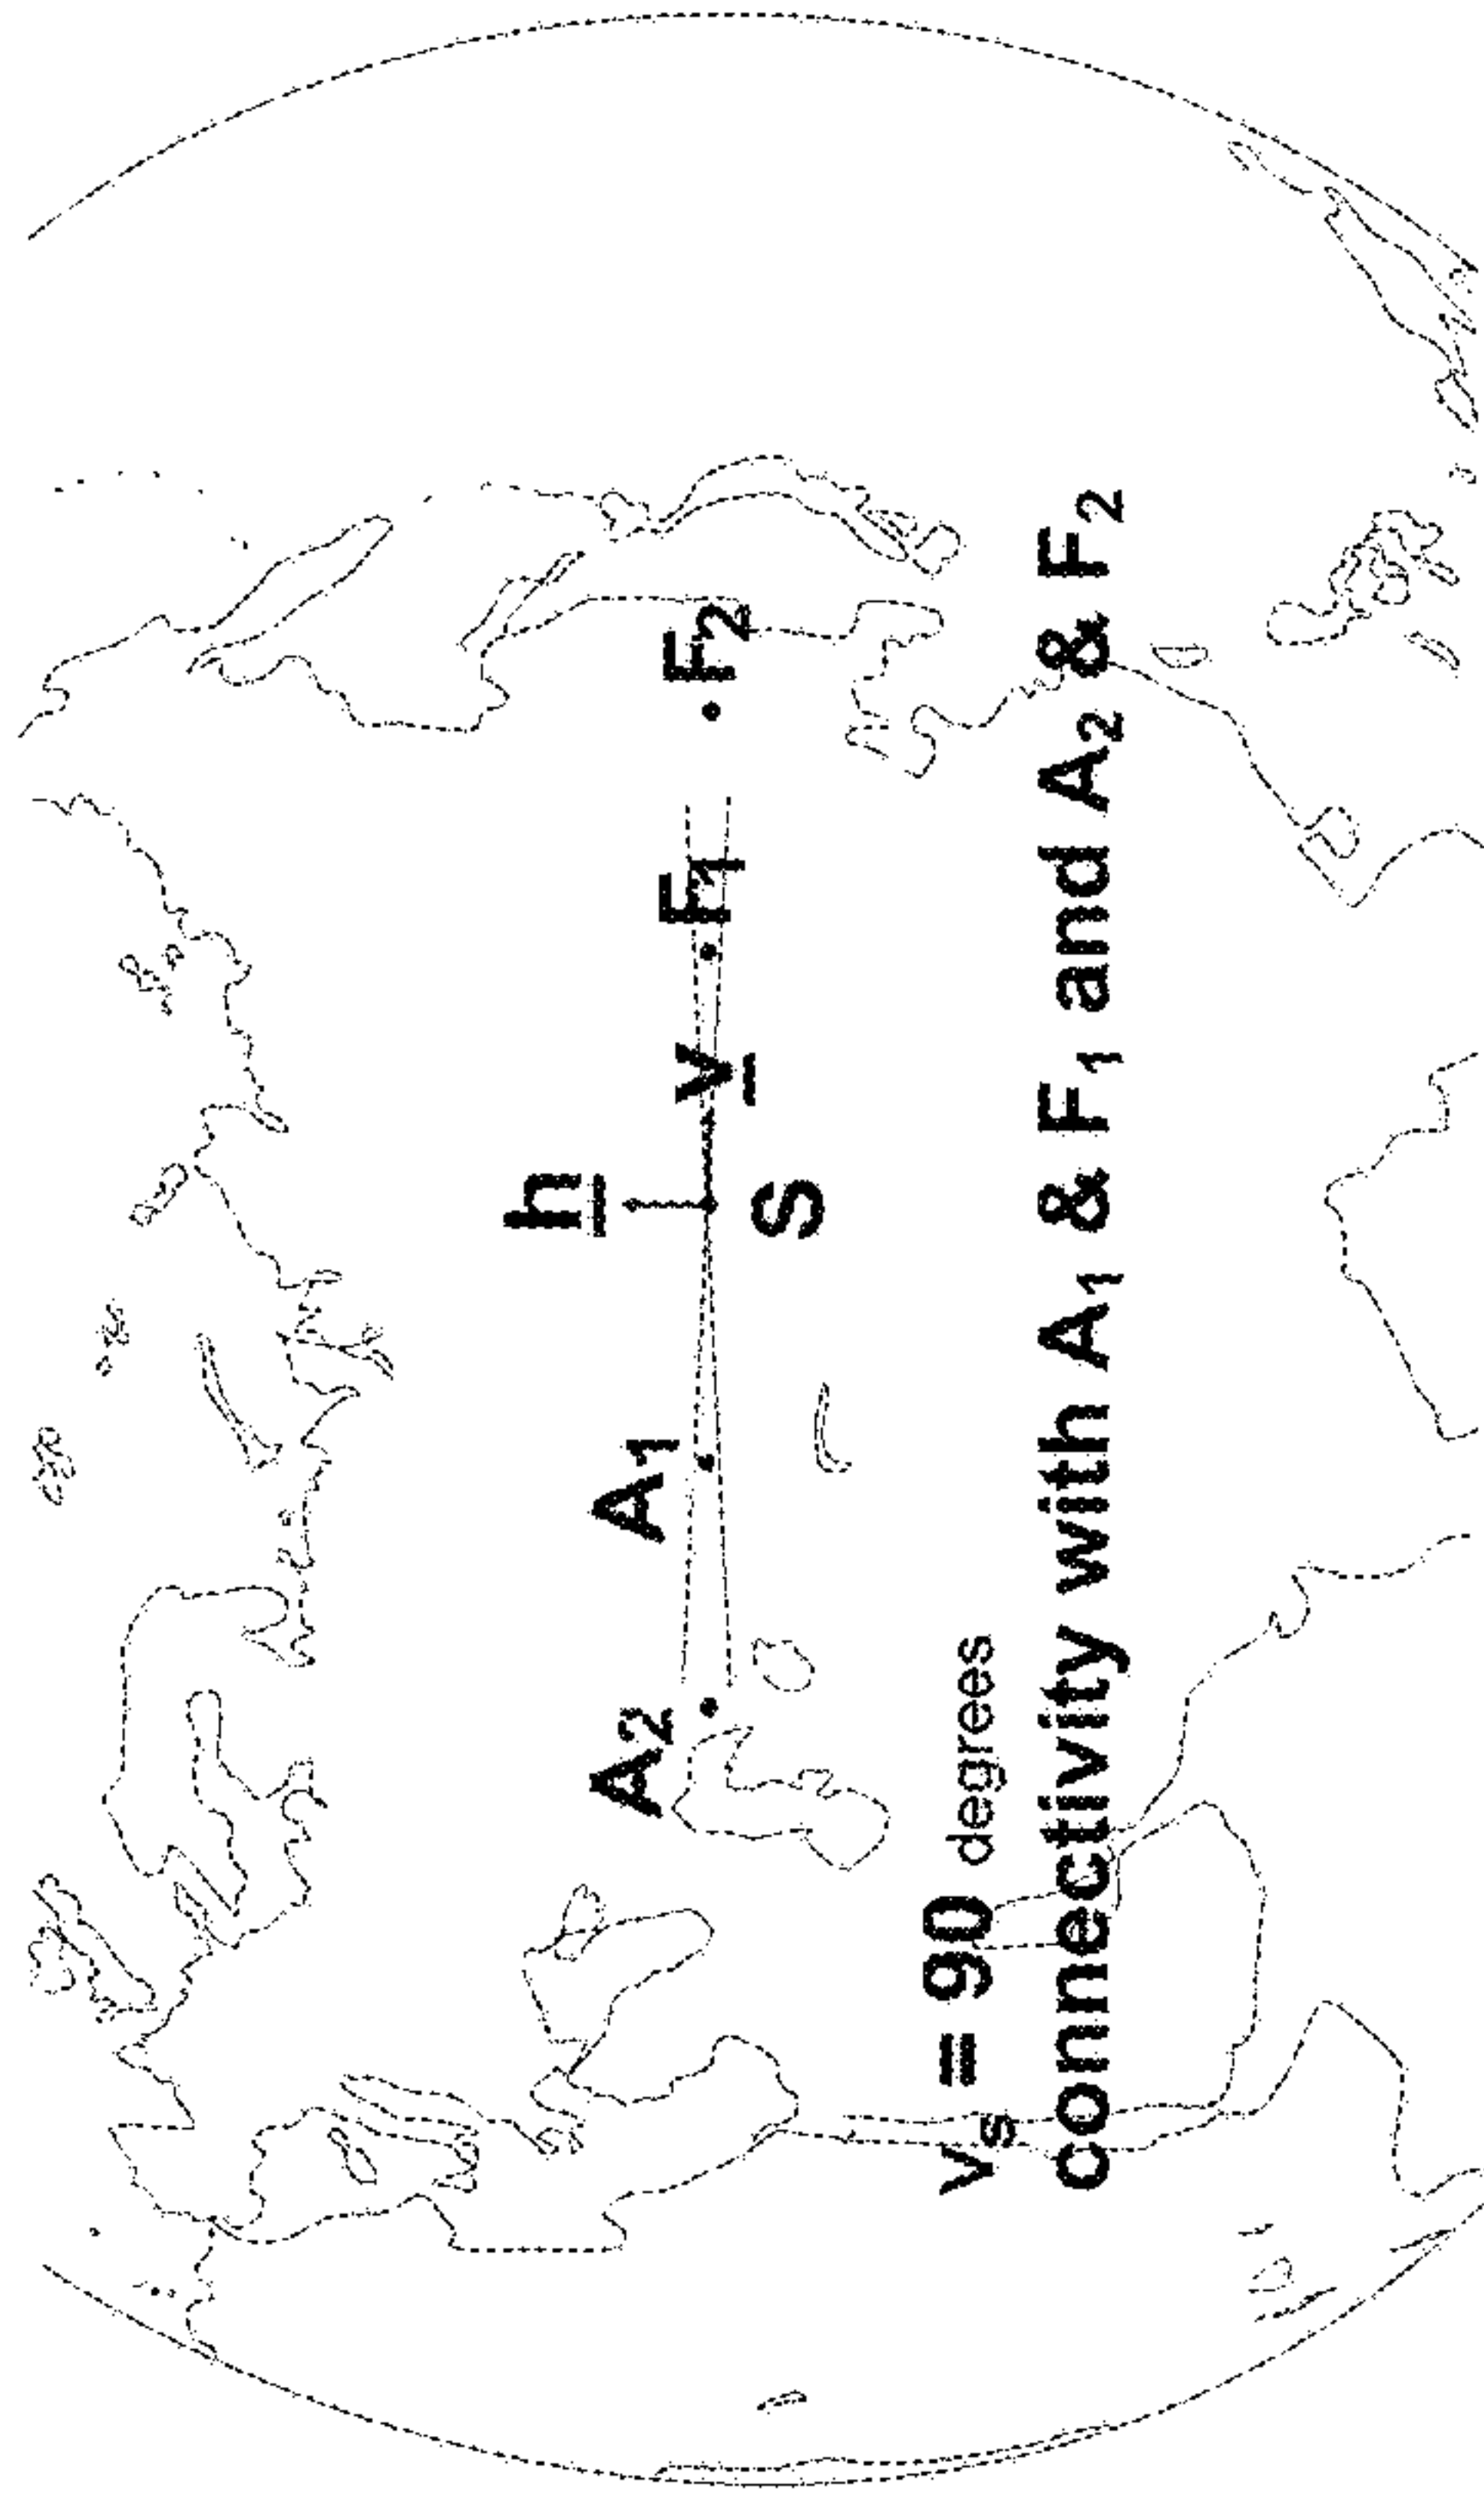 h
A₂ A₁ v F₁ F₂
S
vₛ = 90 degrees
connectivity with A₁ & F₁ and A₂ & F₂